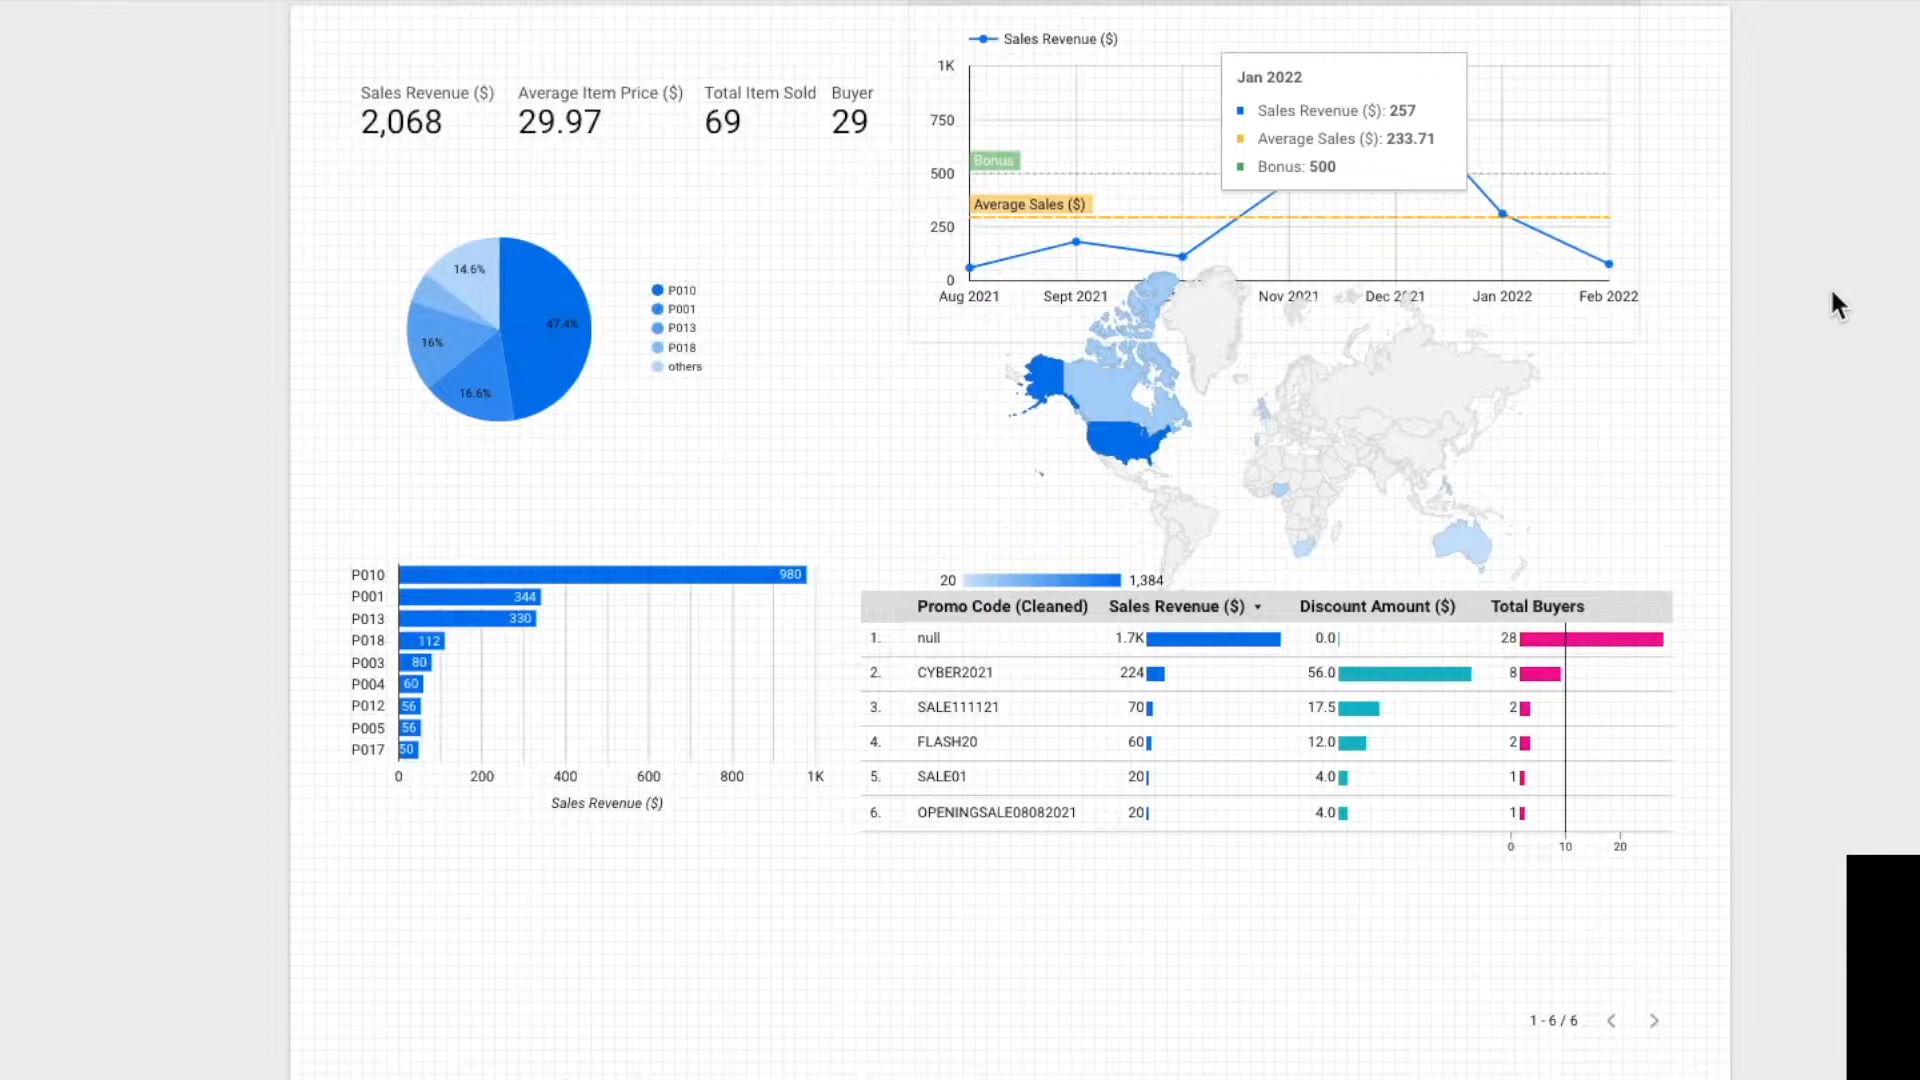 Sales Revenue ($)
2,068
Average Item Price ($)
29.97
Total Item Sold
69
Buyer
29
Sales Revenue ($)
1K
750
500
250
0
Bonus
Average Sales ($)
Jan 2022
Sales Revenue ($): 257
Average Sales ($): 233.71
Bonus: 500
Aug 2021
Sept 2021
Nov 2021
Dec 2021
Jan 2022
Feb 2022
14.6%
47.4%
16%
16.6%
P010
P001
P013
P018
others
20
1,384
P010 980
P001 344
P013 330
P018 112
P003 80
P004 60
P012 56
P005 56
P017 50
0 200 400 600 800 1K
Sales Revenue ($)
Promo Code (Cleaned) Sales Revenue ($) Discount Amount ($) Total Buyers
1. null 1.7K 0.0 28
2. CYBER2021 224 56.0 8
3. SALE111121 70 17.5 2
4. FLASH20 60 12.0 2
5. SALE01 20 4.0 1
6. OPENINGSALE08082021 20 4.0 1
0 10 20
1 - 6 / 6